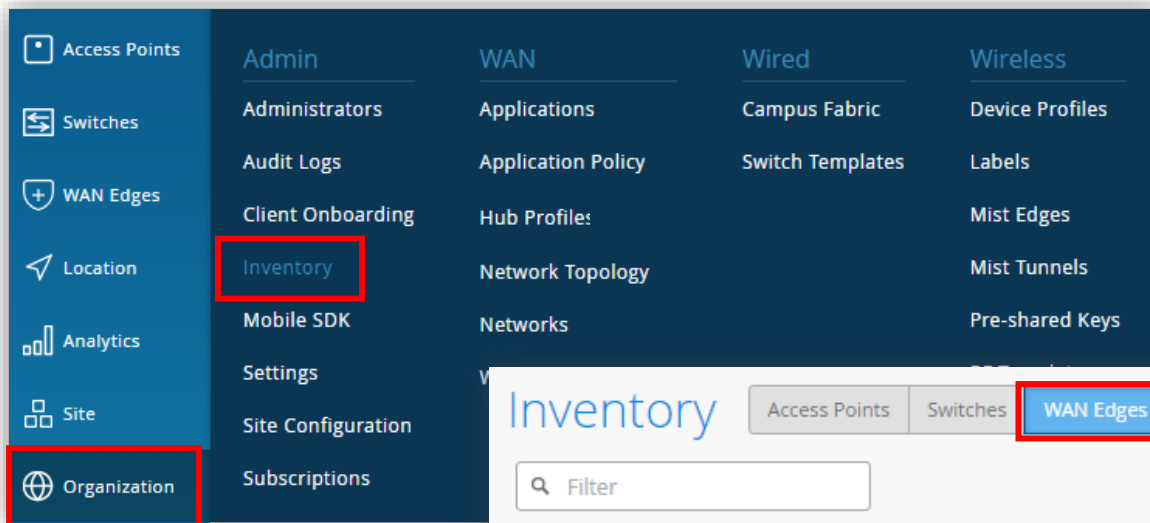 Access Points
Switches
WAN Edges
Location
Analytics
Site
Organization
Admin
Administrators
Audit Logs
Client Onboarding
Inventory
Mobile SDK
Settings
Site Configuration
Subscriptions
WAN
Applications
Application Policy
Hub Profiles
Network Topology
Networks
Wired
Campus Fabric
Switch Templates
Wireless
Device Profiles
Labels
Mist Edges
Mist Tunnels
Pre-shared Keys
Inventory Access Points Switches WAN Edges
Filter